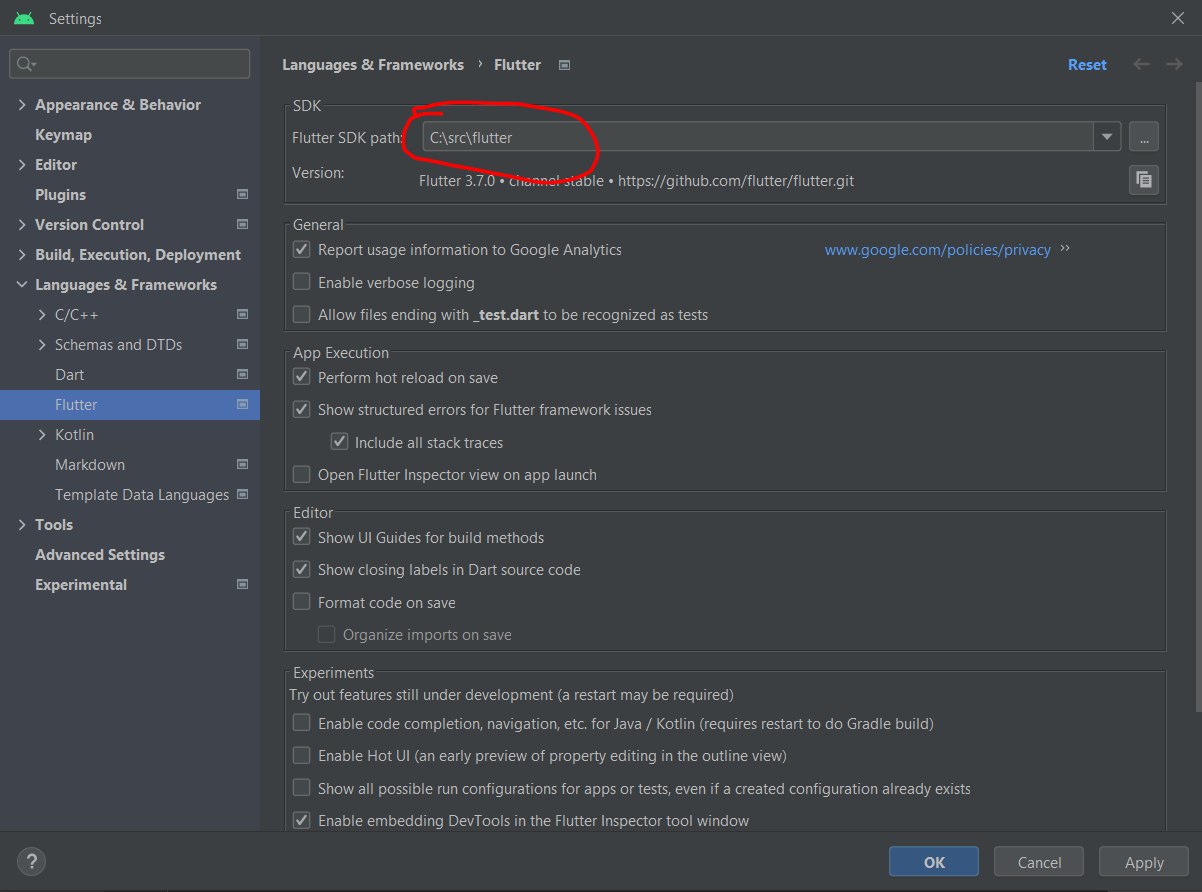 Settings
Languages & Frameworks › Flutter
Reset
Appearance & Behavior
Keymap
Editor
Plugins
Version Control
Build, Execution, Deployment
Languages & Frameworks
C/C++
Schemas and DTDs
Dart
Flutter
Kotlin
Markdown
Template Data Languages
Tools
Advanced Settings
Experimental
SDK
Flutter SDK path: C:\src\flutter ...
Version: Flutter 3.7.0 • channel stable • https://github.com/flutter/flutter.git
General
Report usage information to Google Analytics www.google.com/policies/privacy
Enable verbose logging
Allow files ending with _test.dart to be recognized as tests
App Execution
Perform hot reload on save
Show structured errors for Flutter framework issues
Include all stack traces
Open Flutter Inspector view on app launch
Editor
Show UI Guides for build methods
Show closing labels in Dart source code
Format code on save
Organize imports on save
Experiments
Try out features still under development (a restart may be required)
Enable code completion, navigation, etc. for Java / Kotlin (requires restart to do Gradle build)
Enable Hot UI (an early preview of property editing in the outline view)
Show all possible run configurations for apps or tests, even if a created configuration already exists
Enable embedding DevTools in the Flutter Inspector tool window
? OK Cancel Apply